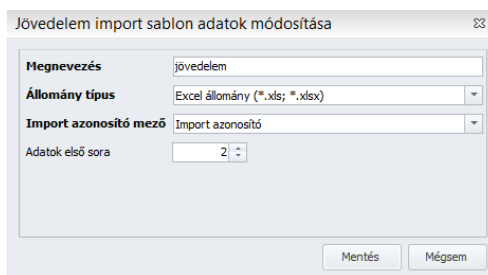 Jövedelem import sablon adatok módosítása
Megnevezés jövedelem
Állomány típus Excel állomány (*.xls; *.xlsx)
Import azonosító mező Import azonosító
Adatok első sora 2
Mentés Mégsem